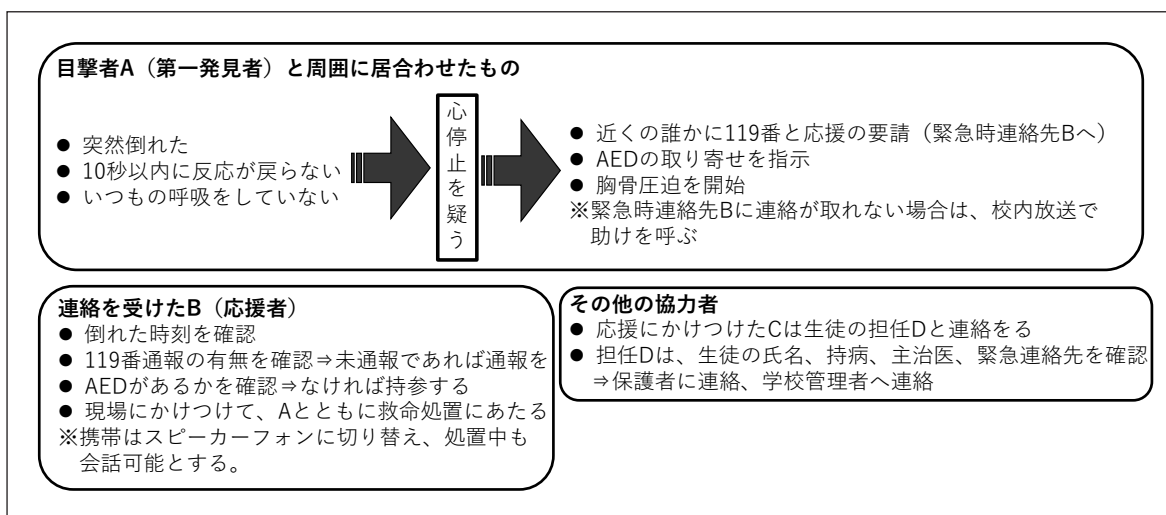 目撃者A（第一発見者）と周囲に居合わせたもの
● 突然倒れた
● 10秒以内に反応が戻らない
● いつもの呼吸をしていない
心停止を疑う
● 近くの誰かに119番と応援の要請（緊急時連絡先Bへ）
● AEDの取り寄せを指示
● 胸骨圧迫を開始
※緊急時連絡先Bに連絡が取れない場合は、校内放送で
助けを呼ぶ
連絡を受けたB（応援者）
● 倒れた時刻を確認
● 119番通報の有無を確認⇒未通報であれば通報を
● AEDがあるかを確認⇒なければ持参する
● 現場にかけつけて、Aとともに救命処置にあたる
※携帯はスピーカーフォンに切り替え、処置中も
会話可能とする。
その他の協力者
● 応援にかけつけたCは生徒の担任Dと連絡をる
● 担任Dは、生徒の氏名、持病、主治医、緊急連絡先を確認
⇒保護者に連絡、学校管理者へ連絡